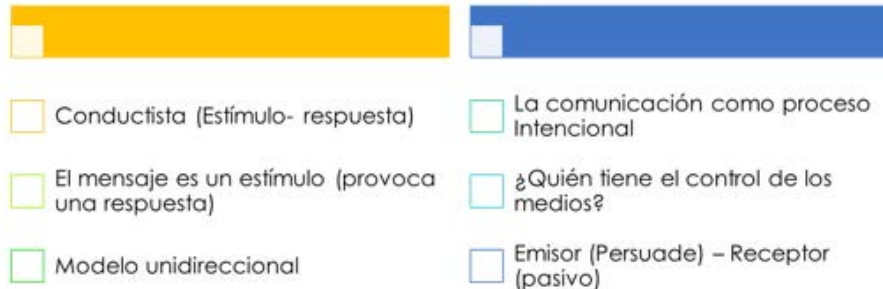 Conductista (Estímulo- respuesta)
El mensaje es un estímulo (provoca
una respuesta)
Modelo unidireccional
La comunicación como proceso
Intencional
¿Quién tiene el control de los
medios?
Emisor (Persuade) – Receptor
(pasivo)